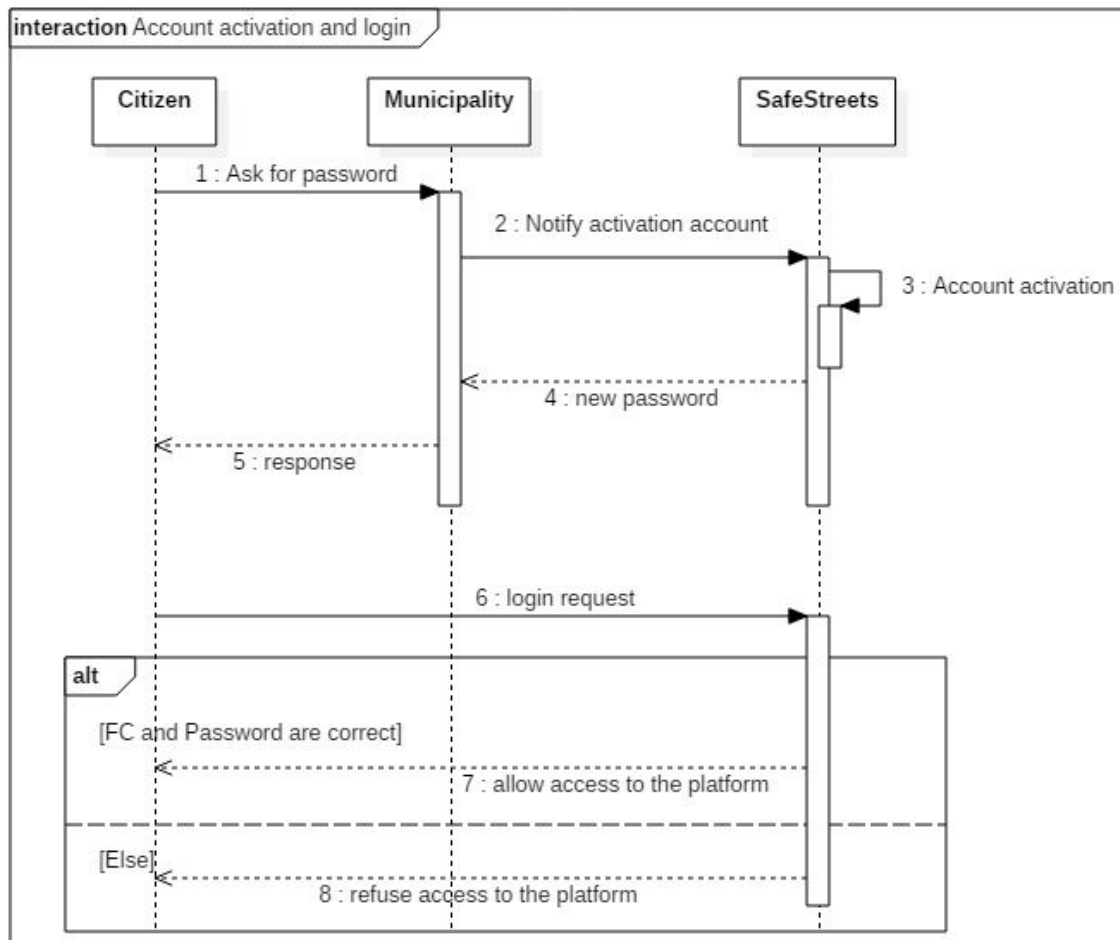 interaction Account activation and login
Citizen
Municipality
SafeStreets
1 : Ask for password
2 : Notify activation account
3 : Account activation
4 : new password
5 : response
6 : login request
alt
[FC and Password are correct]
7 : allow access to the platform
[Else]
8 : refuse access to the platform